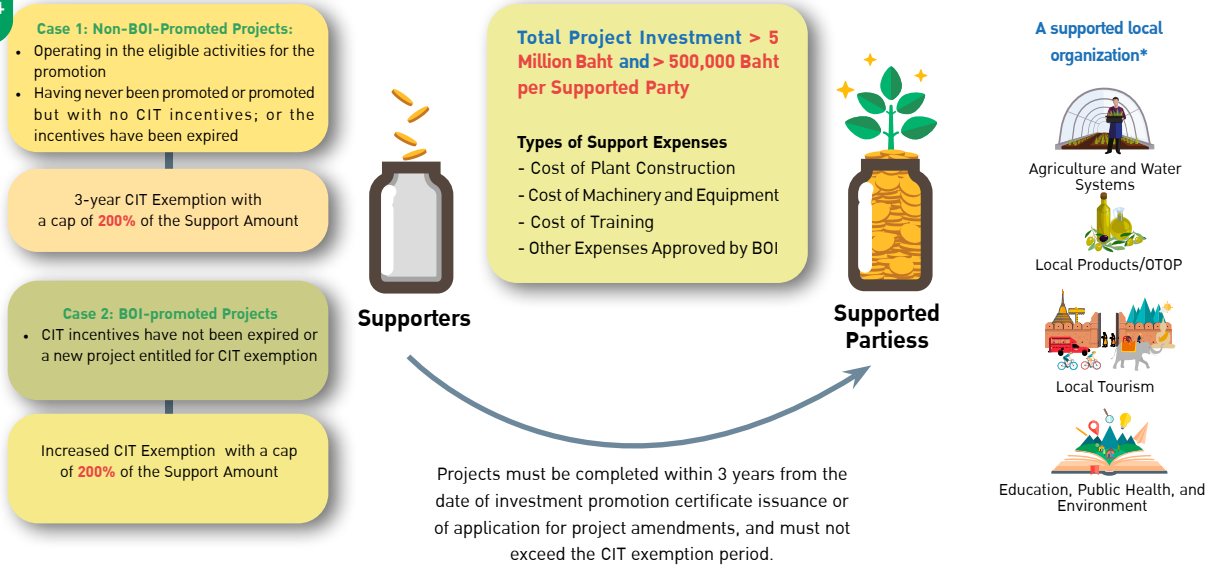 4
Case 1: Non-BOI-Promoted Projects:
• Operating in the eligible activities for the
promotion
• Having never been promoted or promoted
but with no CIT incentives; or the
incentives have been expired
3-year CIT Exemption with
a cap of 200% of the Support Amount
Case 2: BOI-promoted Projects
• CIT incentives have not been expired or
a new project entitled for CIT exemption
Increased CIT Exemption with a cap
of 200% of the Support Amount
Supporters
Total Project Investment > 5
Million Baht and > 500,000 Baht
per Supported Party
Types of Support Expenses
- Cost of Plant Construction
- Cost of Machinery and Equipment
- Cost of Training
- Other Expenses Approved by BOI
Supported
Partiess
Projects must be completed within 3 years from the
date of investment promotion certificate issuance or
of application for project amendments, and must not
exceed the CIT exemption period.
A supported local
organization*
Agriculture and Water
Systems
Local Products/OTOP
Local Tourism
Education, Public Health, and
Environment